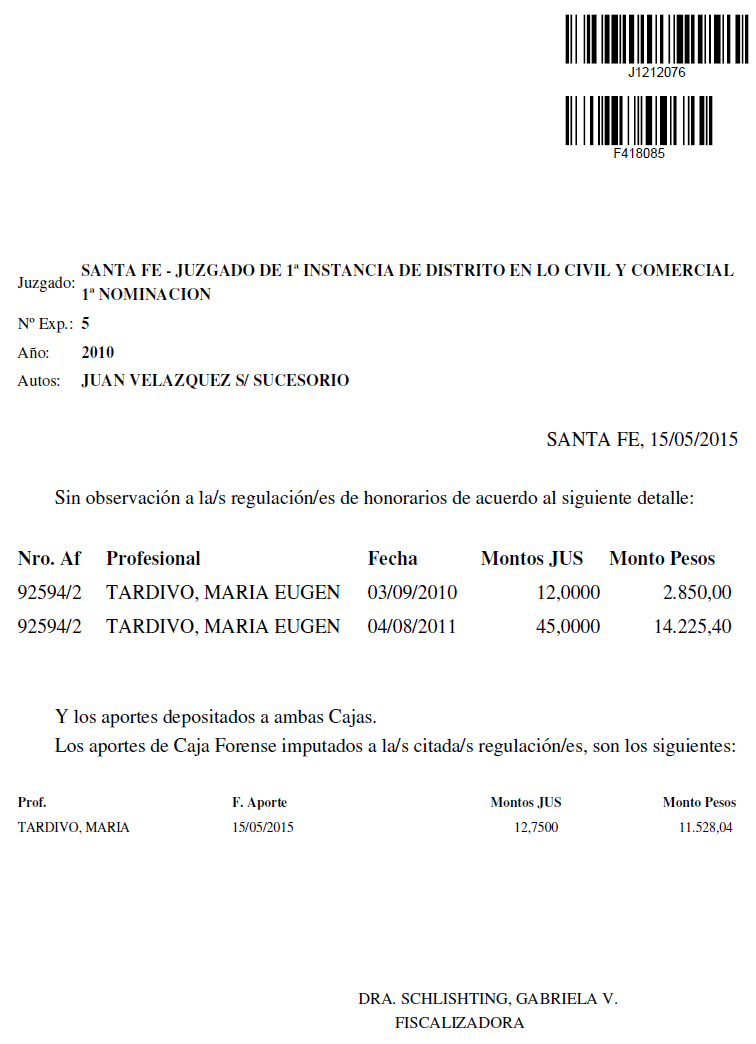 J1212076
F418085
Juzgado: SANTA FE - JUZGADO DE 1ª INSTANCIA DE DISTRITO EN LO CIVIL Y COMERCIAL
1ª NOMINACION
Nº Exp.: 5
Año: 2010
Autos: JUAN VELAZQUEZ S/ SUCESORIO
SANTA FE, 15/05/2015
Sin observación a la/s regulación/es de honorarios de acuerdo al siguiente detalle:
Nro. Af Profesional Fecha Montos JUS Monto Pesos
92594/2 TARDIVO, MARIA EUGEN 03/09/2010 12,0000 2.850,00
92594/2 TARDIVO, MARIA EUGEN 04/08/2011 45,0000 14.225,40
Y los aportes depositados a ambas Cajas.
Los aportes de Caja Forense imputados a la/s citada/s regulación/es, son los siguientes:
Prof. F. Aporte Montos JUS Monto Pesos
TARDIVO, MARIA 15/05/2015 12,7500 11.528,04
DRA. SCHLISHTING, GABRIELA V.
FISCALIZADORA